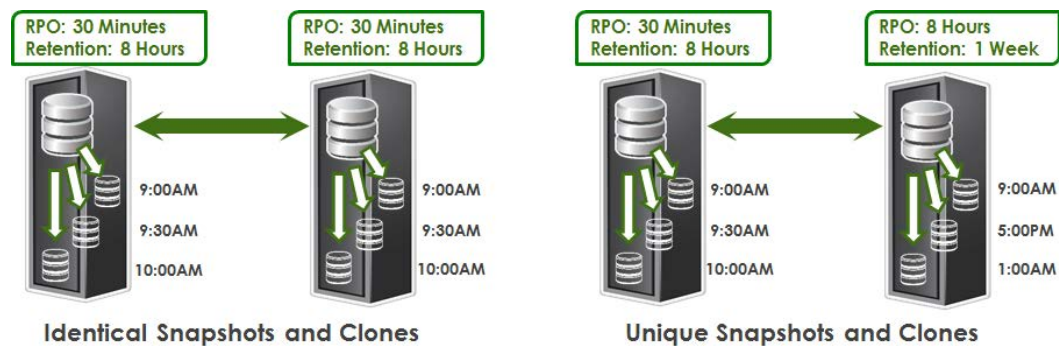 RPO: 30 Minutes
Retention: 8 Hours
RPO: 30 Minutes
Retention: 8 Hours
9:00AM
9:30AM
10:00AM
9:00AM
9:30AM
10:00AM
Identical Snapshots and Clones
RPO: 30 Minutes
Retention: 8 Hours
RPO: 8 Hours
Retention: 1 Week
9:00AM
9:30AM
10:00AM
9:00AM
5:00PM
1:00AM
Unique Snapshots and Clones